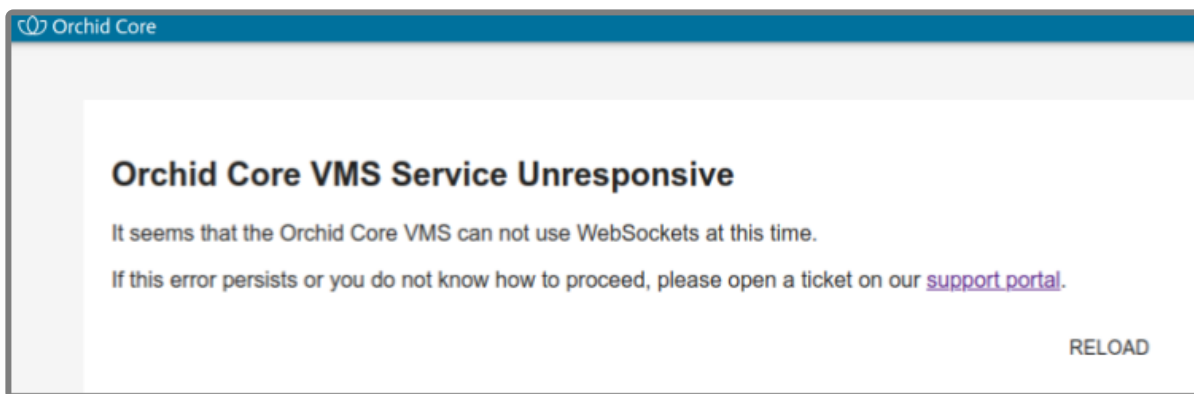 Orchid Core
Orchid Core VMS Service Unresponsive
It seems that the Orchid Core VMS can not use WebSockets at this time.
If this error persists or you do not know how to proceed, please open a ticket on our support portal.
RELOAD